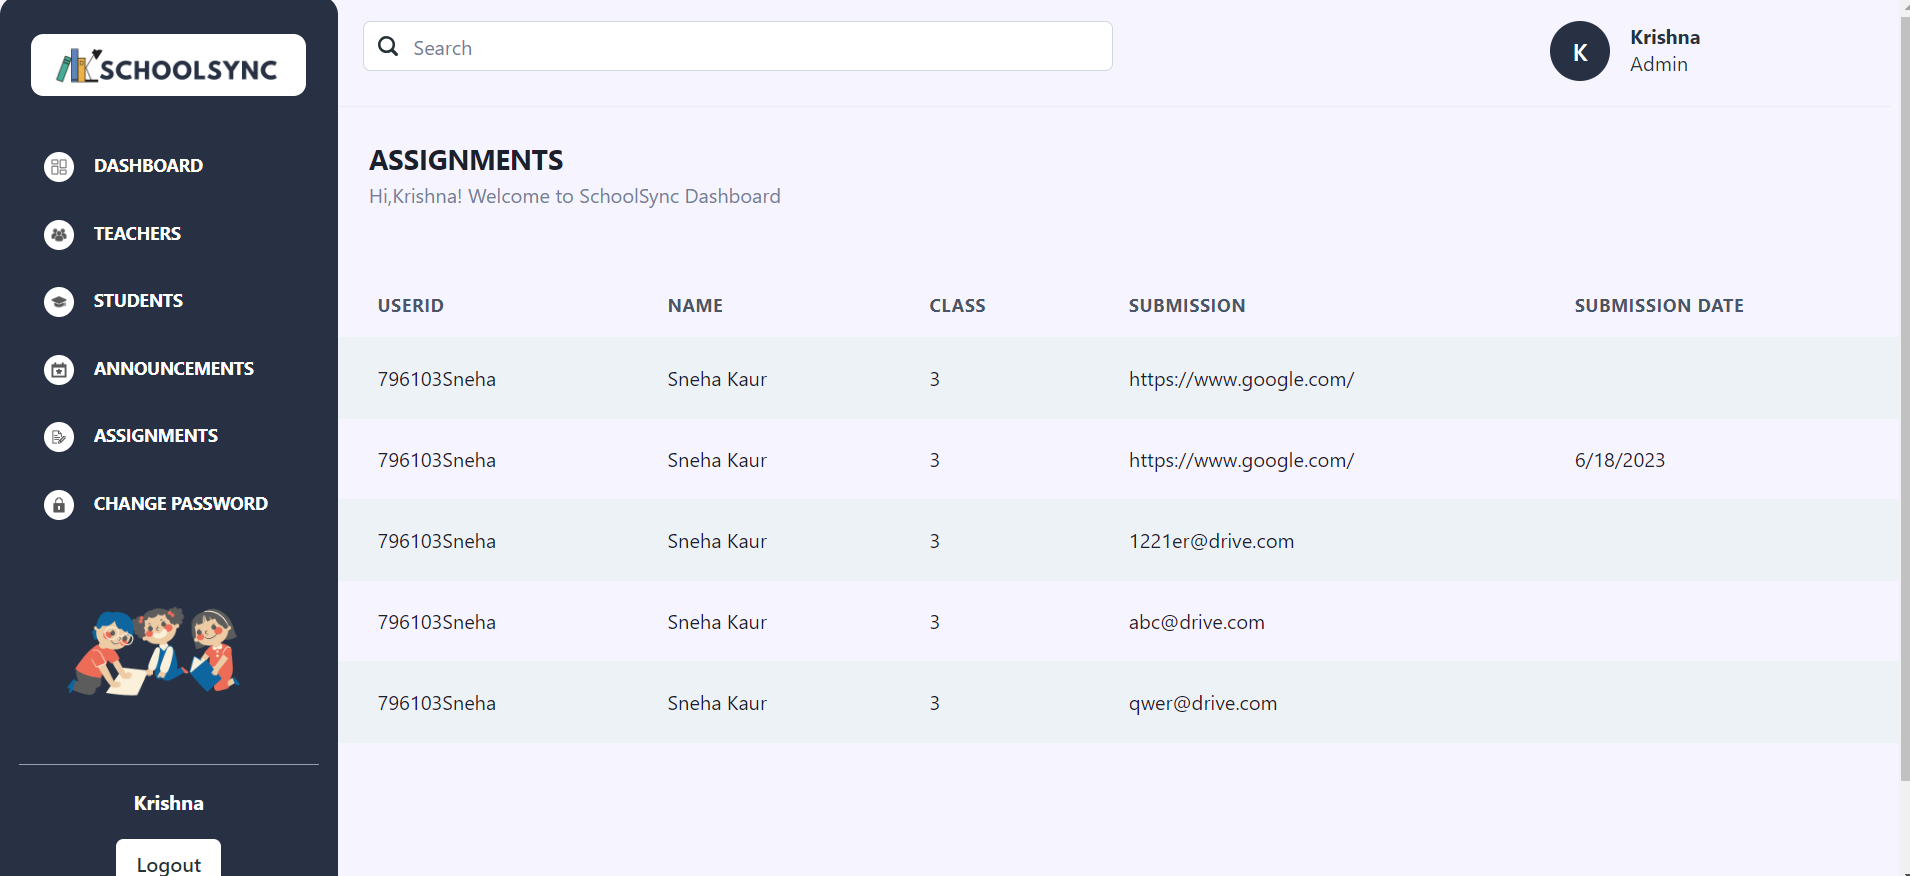 SCHOOLSYNC
DASHBOARD
TEACHERS
STUDENTS
ANNOUNCEMENTS
ASSIGNMENTS
CHANGE PASSWORD
Krishna
Logout
Search
K
Krishna
Admin
ASSIGNMENTS
Hi,Krishna! Welcome to SchoolSync Dashboard
USERID NAME CLASS SUBMISSION SUBMISSION DATE
796103Sneha Sneha Kaur 3 https://www.google.com/
796103Sneha Sneha Kaur 3 https://www.google.com/ 6/18/2023
796103Sneha Sneha Kaur 3 1221er@drive.com
796103Sneha Sneha Kaur 3 abc@drive.com
796103Sneha Sneha Kaur 3 qwer@drive.com